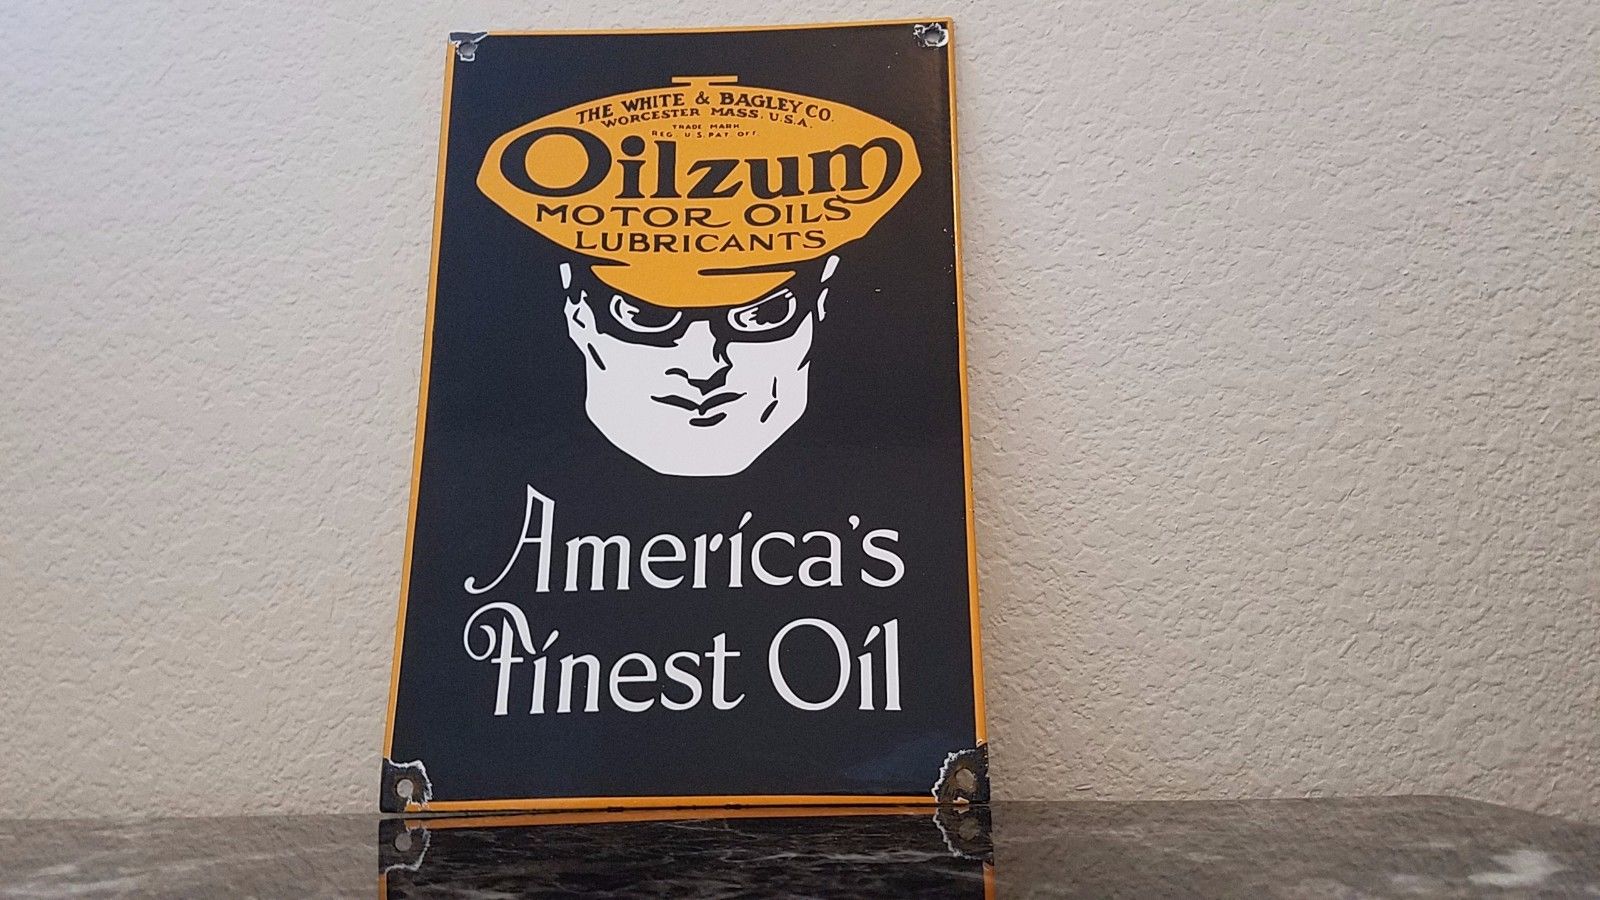 THE WHITE & BAGLEY CO.
WORCESTER MASS. U.S.A.
TRADE MARK
REG. U.S. PAT. OFF.
Oilzum
MOTOR OILS
LUBRICANTS
America's
Finest Oil